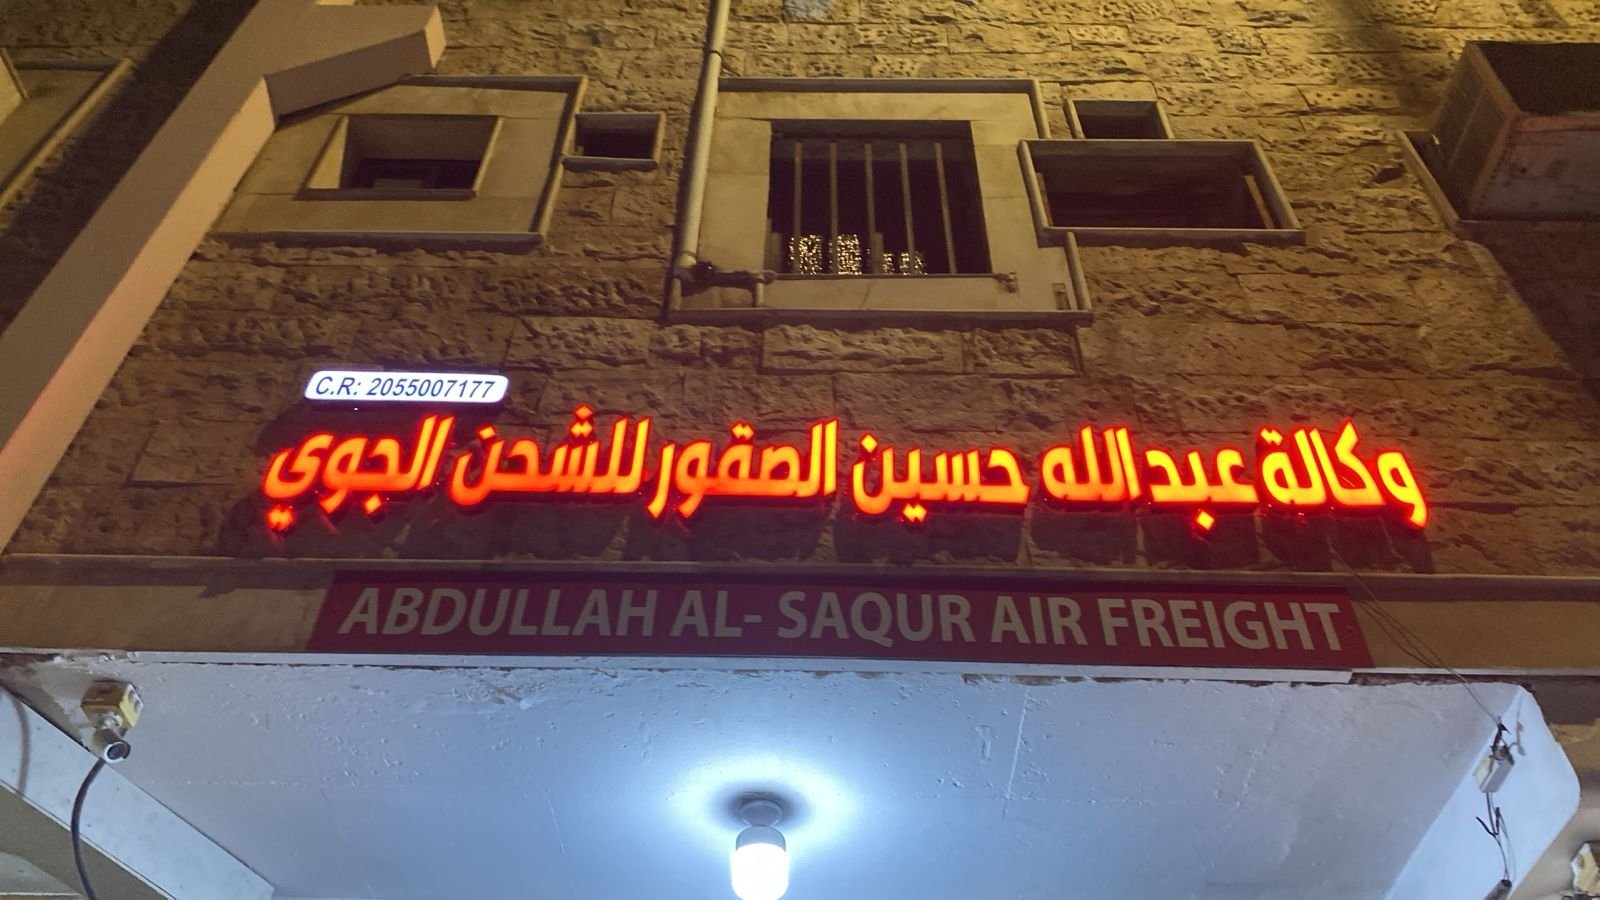 C.R: 2055007177
وكالة عبدالله حسين الصقور للشحن الجوي
ABDULLAH AL- SAQUR AIR FREIGHT